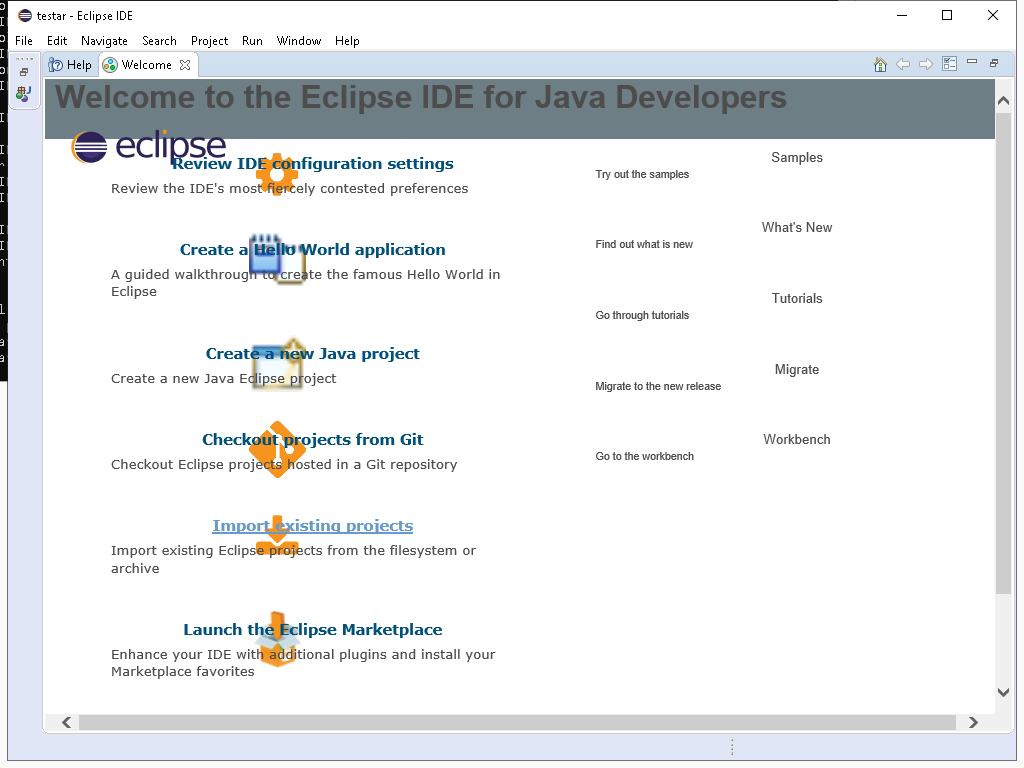 testar - Eclipse IDE
File Edit Navigate Search Project Run Window Help
Help Welcome
Welcome to the Eclipse IDE for Java Developers
eclipse
Review IDE configuration settings
Review the IDE's most fiercely contested preferences
Create a Hello World application
A guided walkthrough to create the famous Hello World in
Eclipse
Create a new Java project
Create a new Java Eclipse project
Checkout projects from Git
Checkout Eclipse projects hosted in a Git repository
Import existing projects
Import existing Eclipse projects from the filesystem or
archive
Launch the Eclipse Marketplace
Enhance your IDE with additional plugins and install your
Marketplace favorites
Samples
Try out the samples
What's New
Find out what is new
Tutorials
Go through tutorials
Migrate
Migrate to the new release
Workbench
Go to the workbench